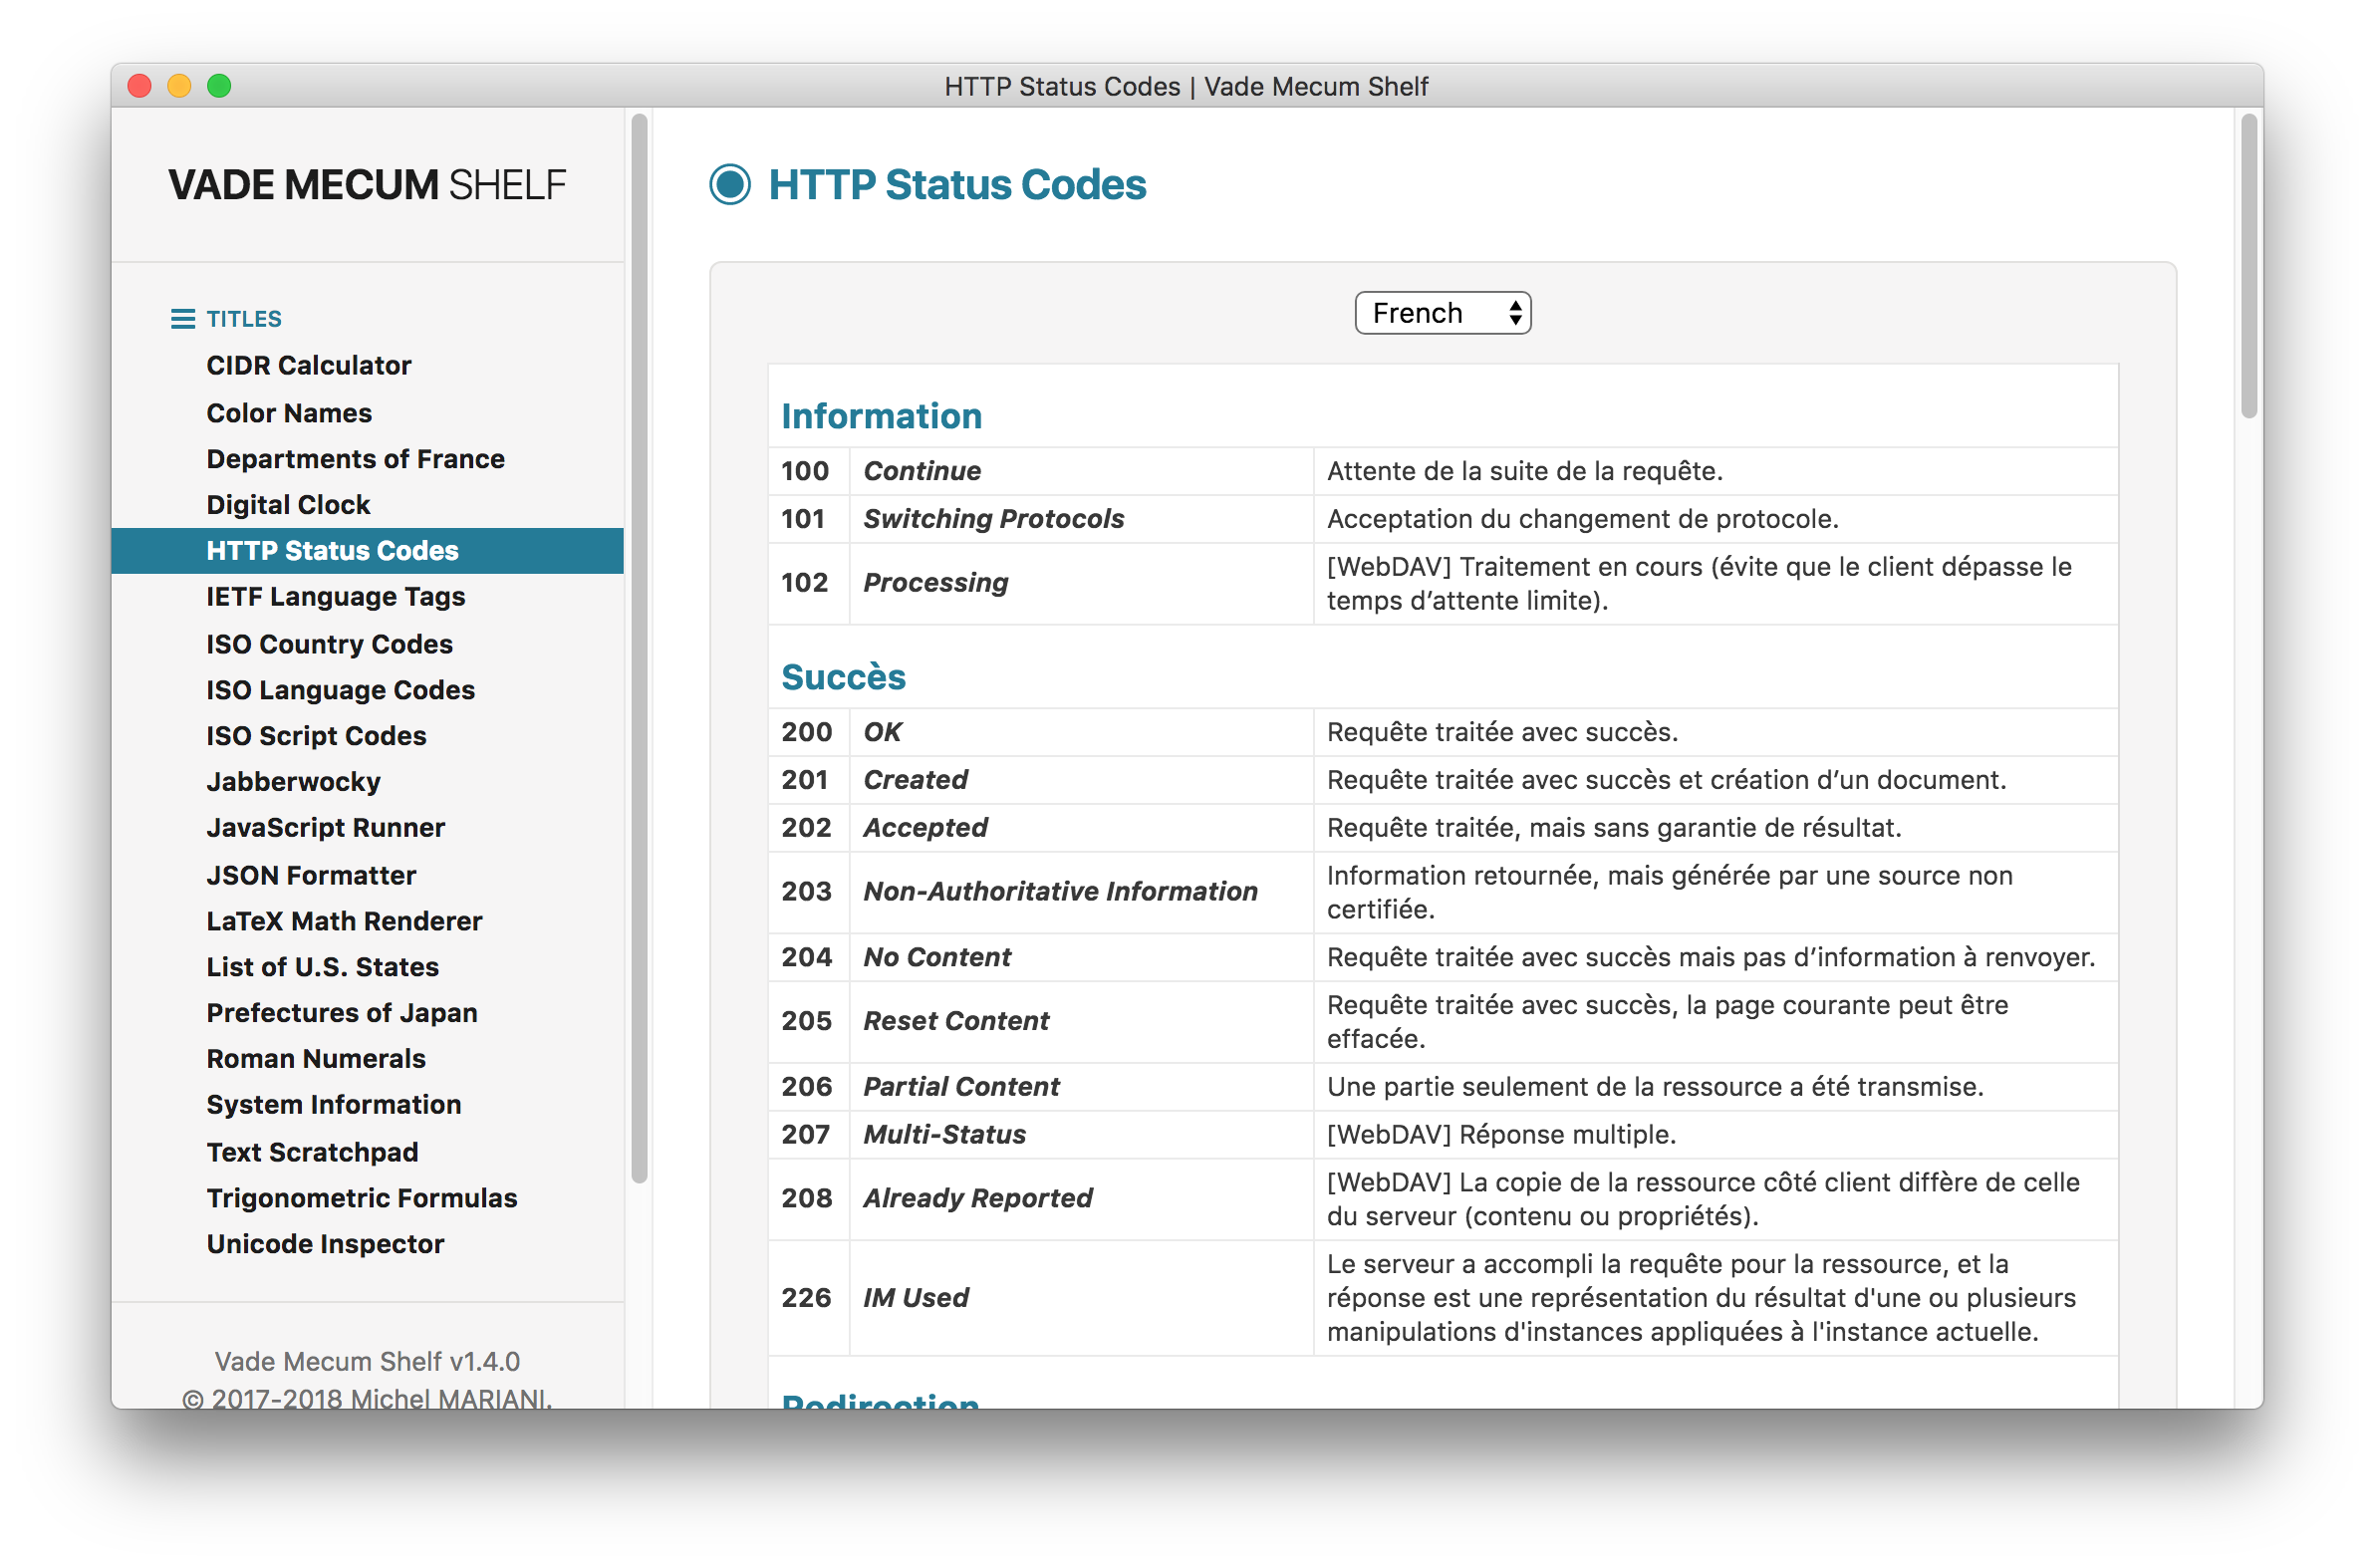 HTTP Status Codes | Vade Mecum Shelf
VADE MECUM SHELF
TITLES
CIDR Calculator
Color Names
Departments of France
Digital Clock
HTTP Status Codes
IETF Language Tags
ISO Country Codes
ISO Language Codes
ISO Script Codes
Jabberwocky
JavaScript Runner
JSON Formatter
LaTeX Math Renderer
List of U.S. States
Prefectures of Japan
Roman Numerals
System Information
Text Scratchpad
Trigonometric Formulas
Unicode Inspector
Vade Mecum Shelf v1.4.0
© 2017-2018 Michel MARIANI.
HTTP Status Codes
French
Information
100 Continue Attente de la suite de la requête.
101 Switching Protocols Acceptation du changement de protocole.
102 Processing [WebDAV] Traitement en cours (évite que le client dépasse le
temps d’attente limite).
Succès
200 OK Requête traitée avec succès.
201 Created Requête traitée avec succès et création d’un document.
202 Accepted Requête traitée, mais sans garantie de résultat.
203 Non-Authoritative Information Information retournée, mais générée par une source non
certifiée.
204 No Content Requête traitée avec succès mais pas d’information à renvoyer.
205 Reset Content Requête traitée avec succès, la page courante peut être
effacée.
206 Partial Content Une partie seulement de la ressource a été transmise.
207 Multi-Status [WebDAV] Réponse multiple.
208 Already Reported [WebDAV] La copie de la ressource côté client diffère de celle
du serveur (contenu ou propriétés).
226 IM Used Le serveur a accompli la requête pour la ressource, et la
réponse est une représentation du résultat d'une ou plusieurs
manipulations d'instances appliquées à l'instance actuelle.
Redirection